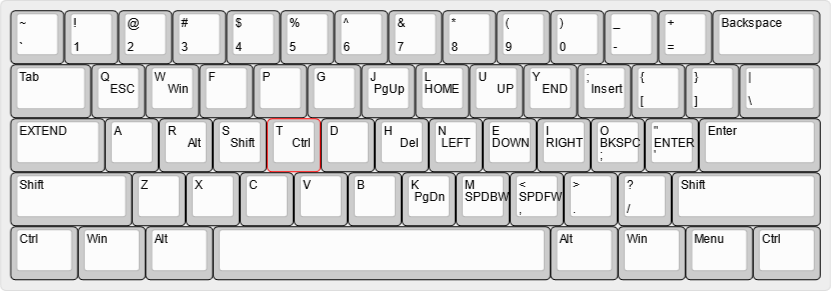 ~ ! @ # $ % ^ & * ( ) _ + Backspace
` 1 2 3 4 5 6 7 8 9 0 - =
Tab Q W F P G J L U Y ; { } |
ESC Win PgUp HOME UP END Insert
[ ] \
EXTEND A R S T D H N E I O " Enter
Alt Shift Ctrl Del LEFT DOWN RIGHT BKSPC ENTER
; '
Shift Z X C V B K M < > ? Shift
PgDn SPDBW SPDFW
, . /
Ctrl Win Alt Alt Win Menu Ctrl